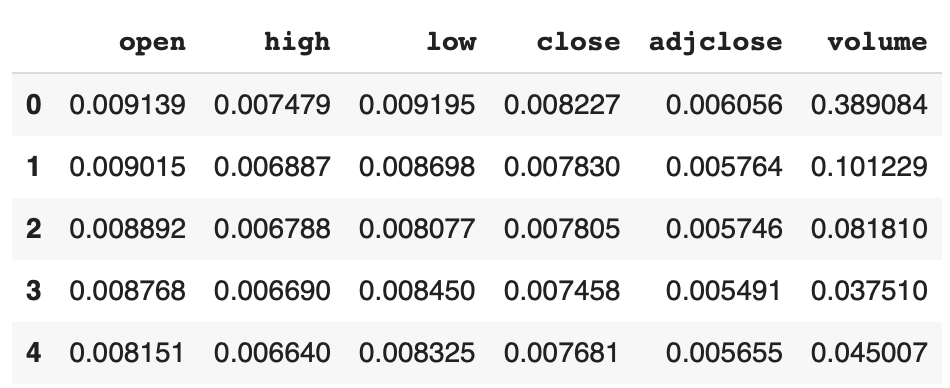 open high low close adjclose volume
0 0.009139 0.007479 0.009195 0.008227 0.006056 0.389084
1 0.009015 0.006887 0.008698 0.007830 0.005764 0.101229
2 0.008892 0.006788 0.008077 0.007805 0.005746 0.081810
3 0.008768 0.006690 0.008450 0.007458 0.005491 0.037510
4 0.008151 0.006640 0.008325 0.007681 0.005655 0.045007